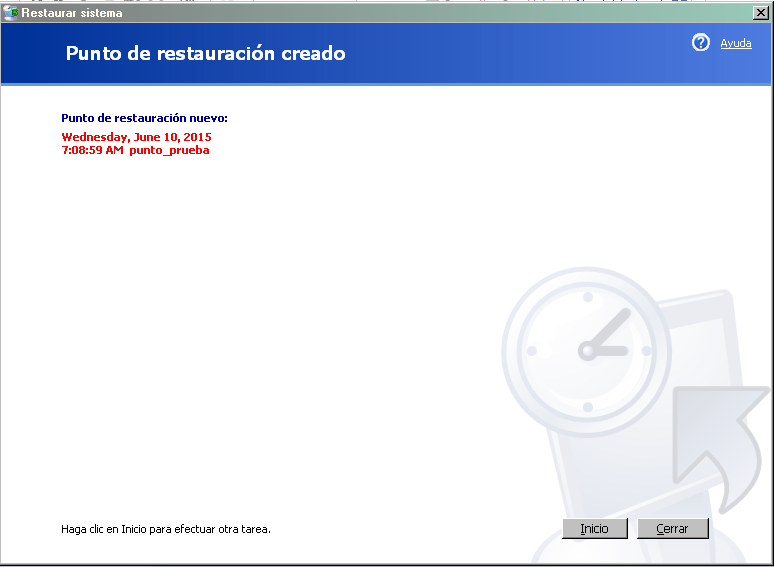 Restaurar sistema
Punto de restauración creado
? Ayuda
Punto de restauración nuevo:
Wednesday, June 10, 2015
7:08:59 AM punto_prueba
Haga clic en Inicio para efectuar otra tarea.
Inicio
Cerrar